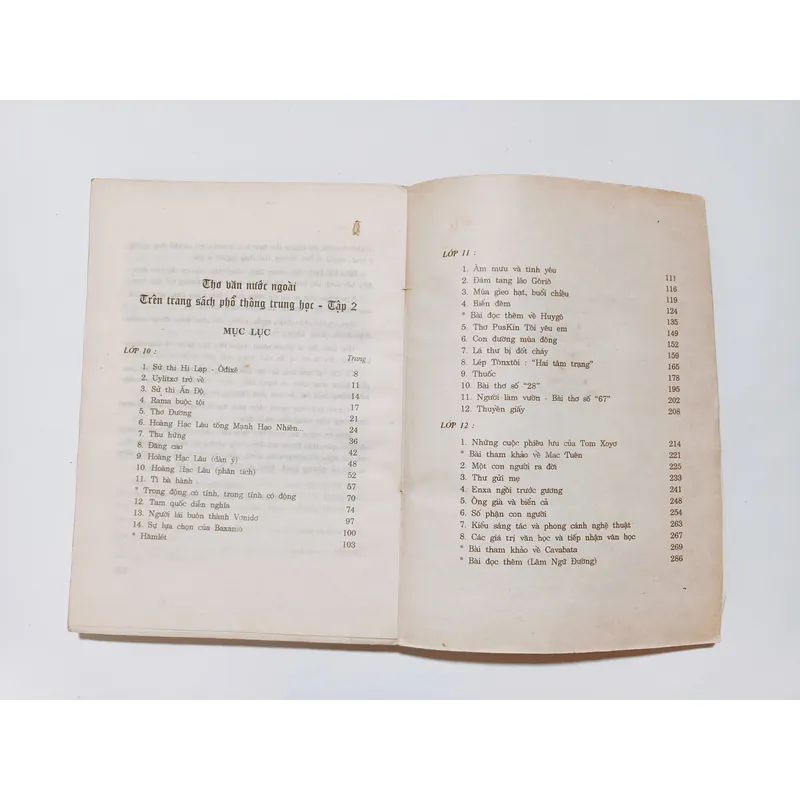 Thơ văn nước ngoài
Trên trang sách phổ thông trung học - Tập 2
MỤC LỤC
LỚP 10 :
Trang
1. Sử thi Hi Lạp - Ôđixê 8
2. Uylitxơ trở về 11
3. Sử thi Ấn Độ 14
4. Rama buộc tội 17
5. Thơ Đường 21
6. Hoàng Hạc Lâu tống Mạnh Hạo Nhiên... 24
7. Thu hứng 36
8. Đăng cao 42
9. Hoàng Hạc Lâu (dàn ý) 48
10. Hoàng Hạc Lâu (phân tích) 52
11. Tì bà hành 57
* Trong động có tĩnh, trong tĩnh có động 70
12. Tam quốc diễn nghĩa 74
13. Người lái buôn thành Vơnidơ 97
14. Sự lựa chọn của Baxaniô 100
* Hămlét 103
LỚP 11 :
1. Âm mưu và tình yêu 111
2. Đám tang lão Gôriô 116
3. Mùa gieo hạt, buổi chiều 119
4. Biển đêm 124
* Bài đọc thêm về Huygô 135
5. Thơ PusKin Tôi yêu em 149
6. Con đường mùa đông 152
7. Lá thư bị đốt cháy 159
8. Lép Tônxtôi : "Hai tâm trạng" 165
9. Thuốc 178
10. Bài thơ số "28" 195
11. Người làm vườn - Bài thơ số "67" 202
12. Thuyền giấy 208
LỚP 12 :
1. Những cuộc phiêu lưu của Tom Xoyơ 214
* Bài tham khảo về Mac Tuên 221
2. Một con người ra đời 225
3. Thư gửi mẹ 233
4. Enxa ngồi trước gương 241
5. Ông già và biển cả 248
6. Số phận con người 254
7. Kiểu sáng tác và phong cách nghệ thuật 263
8. Các giá trị văn học và tiếp nhận văn học 267
* Bài tham khảo về Cavabata 269
* Bài đọc thêm (Lâm Ngữ Đường) 286